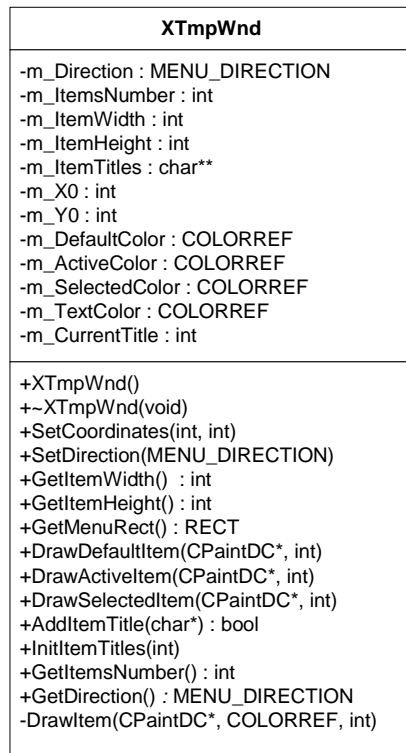 XTmpWnd
-m_Direction : MENU_DIRECTION
-m_ItemsNumber : int
-m_ItemWidth : int
-m_ItemHeight : int
-m_ItemTitles : char**
-m_X0 : int
-m_Y0 : int
-m_DefaultColor : COLORREF
-m_ActiveColor : COLORREF
-m_SelectedColor : COLORREF
-m_TextColor : COLORREF
-m_CurrentTitle : int
+XTmpWnd()
+~XTmpWnd(void)
+SetCoordinates(int, int)
+SetDirection(MENU_DIRECTION)
+GetItemWidth() : int
+GetItemHeight() : int
+GetMenuRect() : RECT
+DrawDefaultItem(CPaintDC*, int)
+DrawActiveItem(CPaintDC*, int)
+DrawSelectedItem(CPaintDC*, int)
+AddItemTitle(char*) : bool
+InitItemTitles(int)
+GetItemsNumber() : int
+GetDirection() : MENU_DIRECTION
-DrawItem(CPaintDC*, COLORREF, int)